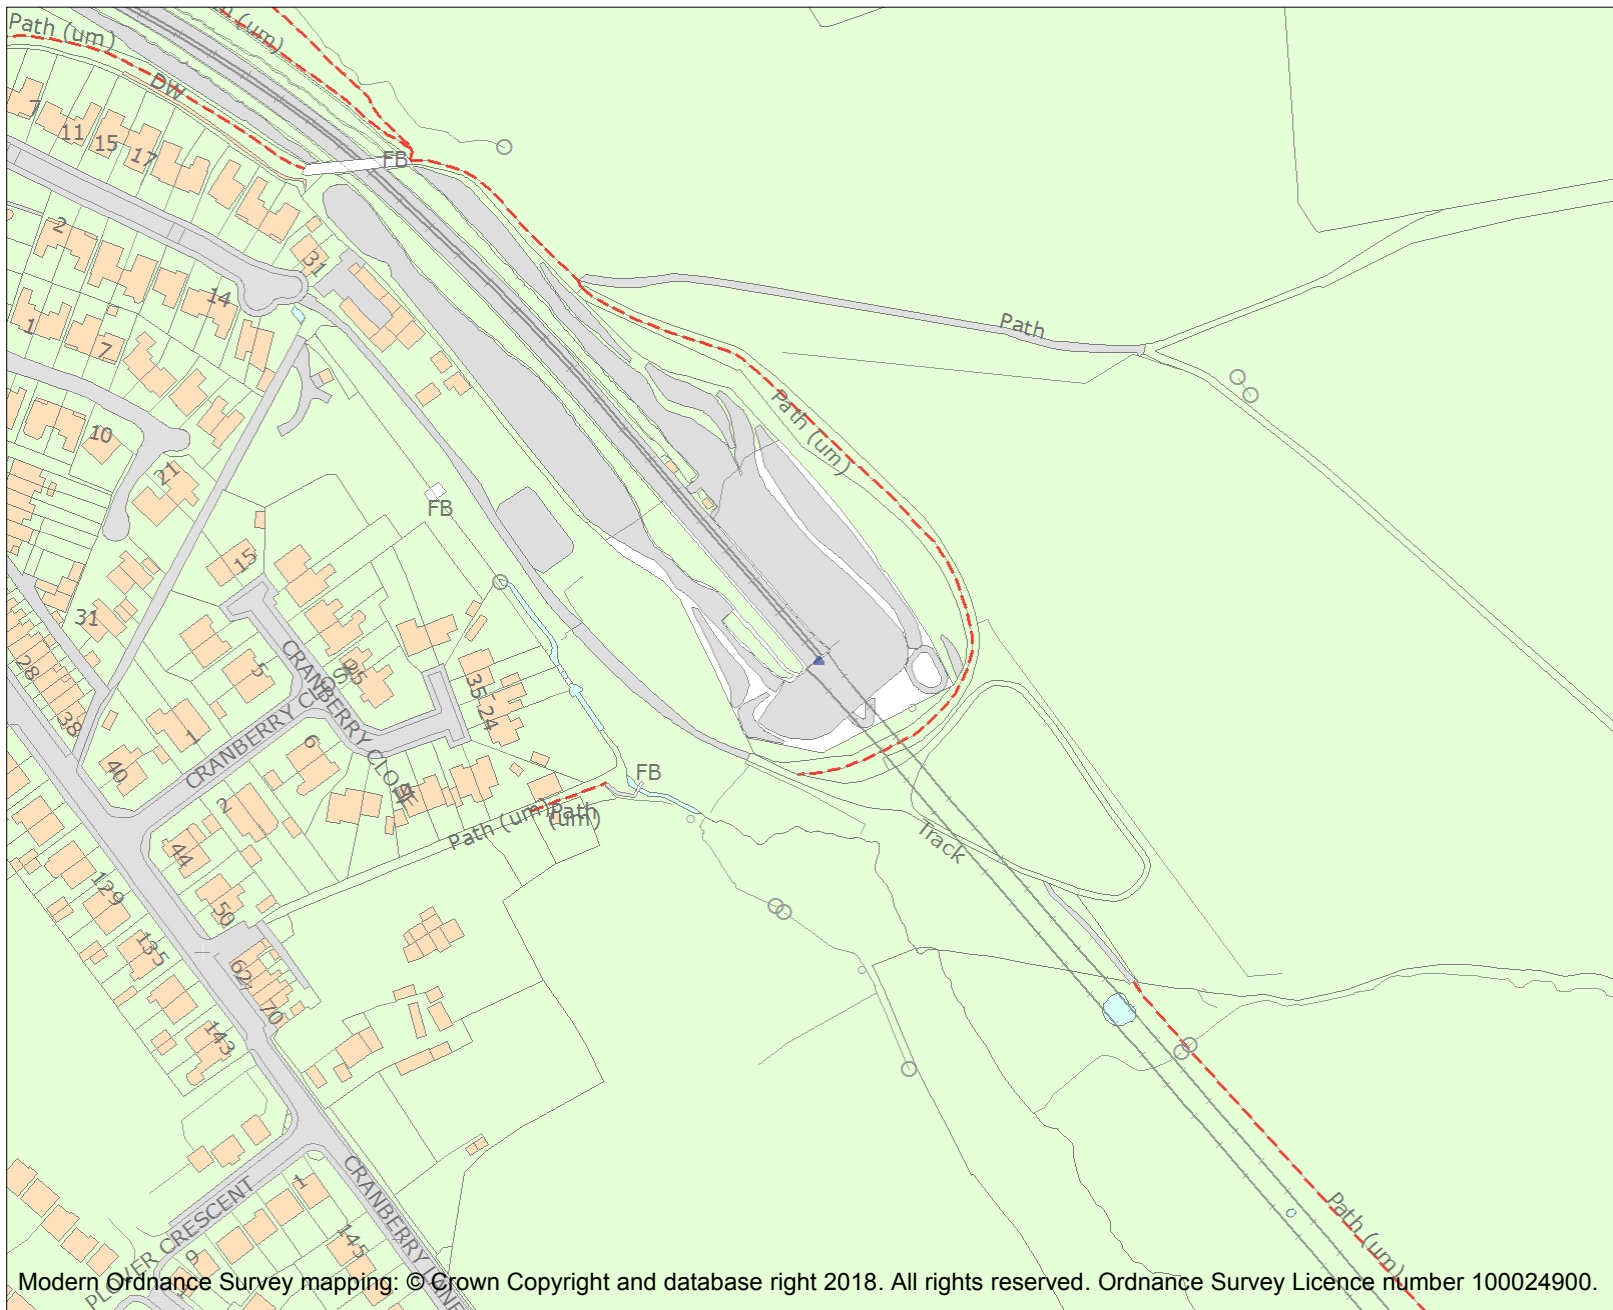 Path (um)
(um)
DW
7
11
15
17
FB
2
31
14
1
7
Path
Path (um)
10
21
FB
15
31
28
38
5
25
CRANBERRY CLOSE
CRANBERRY CLOSE
35
24
1
6
40
2
FB
Path (um)
Path
(um)
Track
44
129
50
135
62
70
143
CRANBERRY LANE
PLOVER CRESCENT
1
9
145
Path (um)
Modern Ordnance Survey mapping: © Crown Copyright and database right 2018. All rights reserved. Ordnance Survey Licence number 100024900.